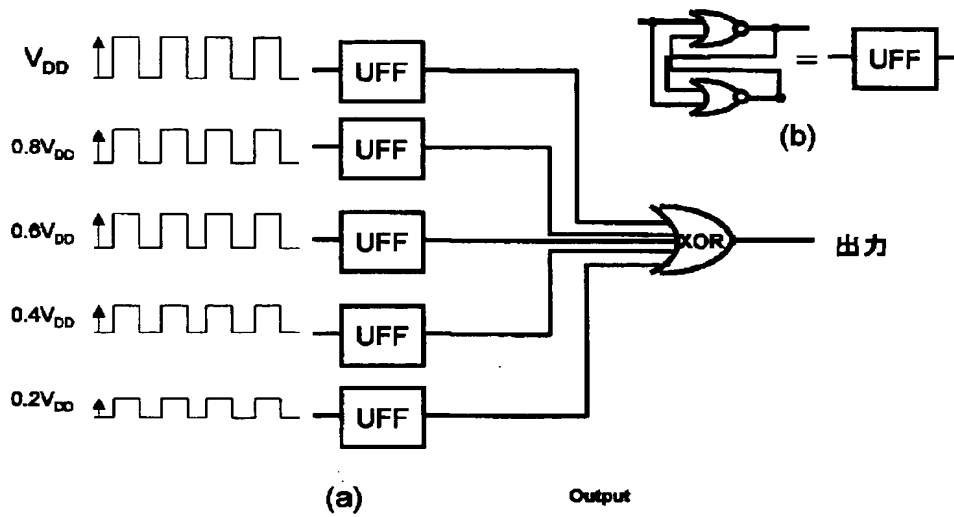 V_DD
UFF
0.8V_DD
UFF
0.6V_DD
UFF
0.4V_DD
UFF
0.2V_DD
UFF
XOR
出力
=
UFF
(b)
(a)
Output